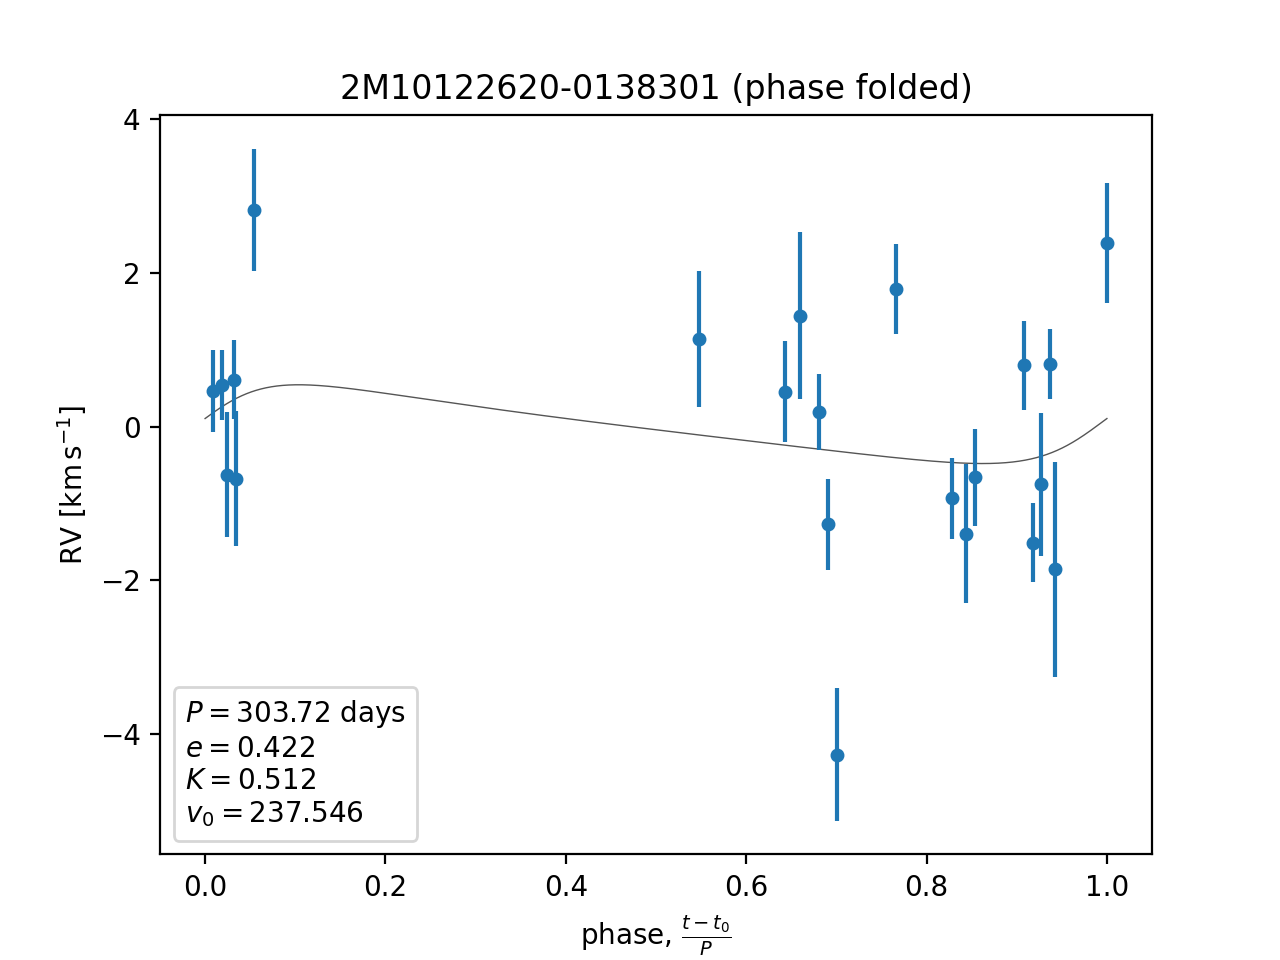 2M10122620-0138301 (phase folded)
4
2
0
−2
−4
RV [km s⁻¹]
P = 303.72 days
e = 0.422
K = 0.512
v₀ = 237.546
0.0 0.2 0.4 0.6 0.8 1.0
phase, (t − t₀)/P